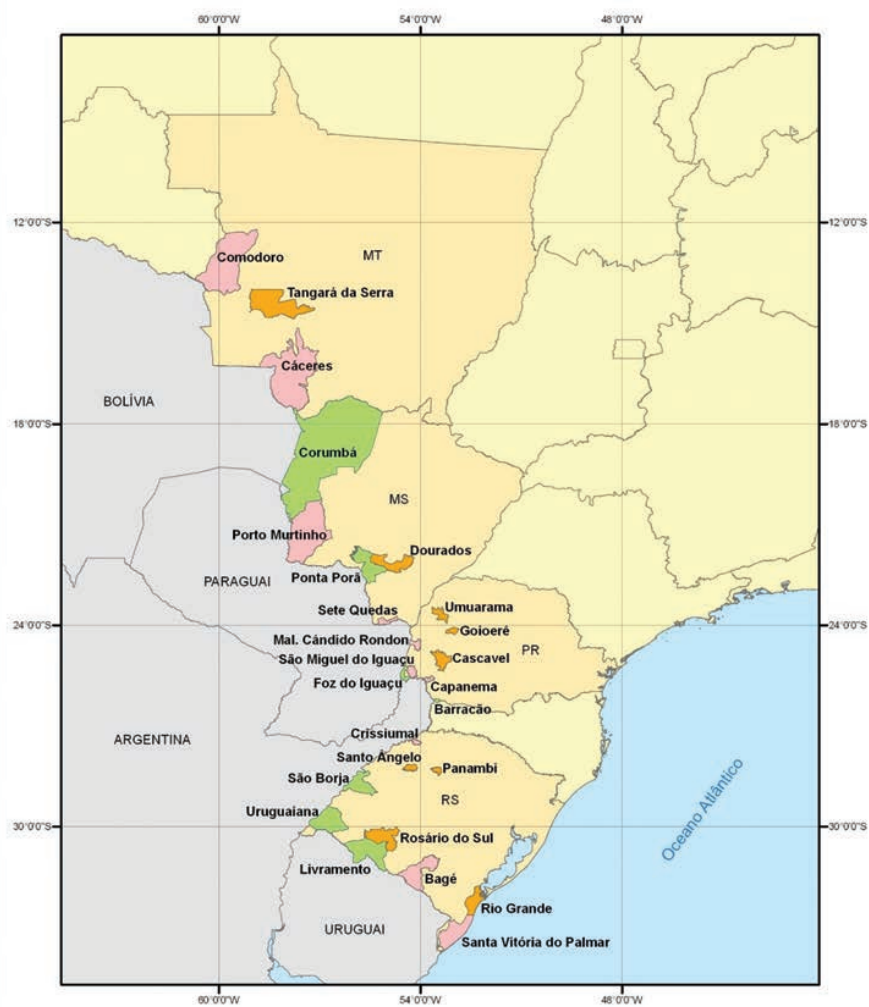 60°0'0"W 54°0'0"W 48°0'0"W
12°0'0"S 12°0'0"S
Comodoro
MT
Tangará da Serra
Cáceres
BOLÍVIA
18°0'0"S 18°0'0"S
Corumbá
MS
Porto Murtinho
Dourados
PARAGUAI
Ponta Porã
Sete Quedas
Umuarama
24°0'0"S 24°0'0"S
Goioeré
Mal. Cándido Rondon
PR
São Miguel do Iguaçu
Cascavel
Foz do Iguaçu
Capanema
Barracão
Crissiumal
ARGENTINA
Santo Ângelo
São Borja
Panambi
RS
Uruguaiana
30°0'0"S 30°0'0"S
Rosário do Sul
Oceano Atlântico
Livramento
Bagé
Rio Grande
URUGUAI
Santa Vitória do Palmar
60°0'0"W 54°0'0"W 48°0'0"W